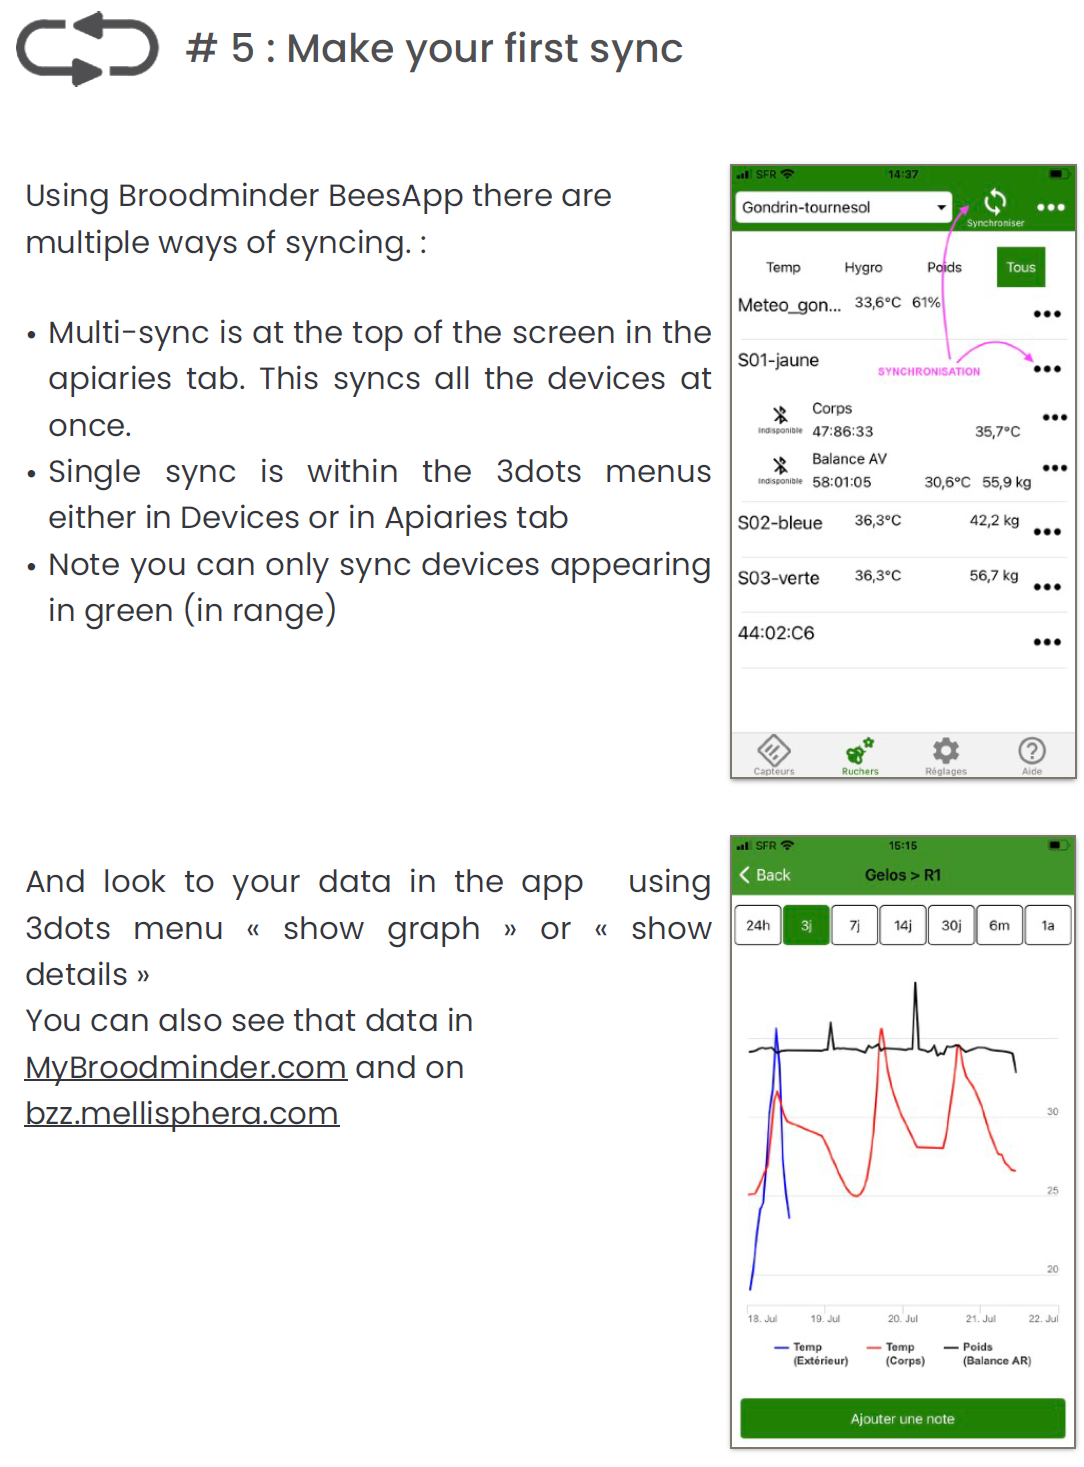 # 5 : Make your first sync
Using Broodminder BeesApp there are
multiple ways of syncing. :
• Multi-sync is at the top of the screen in the
apiaries tab. This syncs all the devices at
once.
• Single sync is within the 3dots menus
either in Devices or in Apiaries tab
• Note you can only sync devices appearing
in green (in range)
SFR 14:37
Gondrin-tournesol
Synchroniser
Temp Hygro Poids Tous
Meteo_gon... 33,6°C 61%
S01-jaune
SYNCHRONISATION
Corps
Indisponible 47:86:33 35,7°C
Balance AV
Indisponible 58:01:05 30,6°C 55,9 kg
S02-bleue 36,3°C 42,2 kg
S03-verte 36,3°C 56,7 kg
44:02:C6
Capteurs Ruchers Réglages Aide
And look to your data in the app using
3dots menu « show graph » or « show
details »
You can also see that data in
MyBroodminder.com and on
bzz.mellisphera.com
SFR 15:15
Back Gelos > R1
24h 3j 7j 14j 30j 6m 1a
30
25
20
18. Jul 19. Jul 20. Jul 21. Jul 22. Jul
Temp Temp Poids
(Extérieur) (Corps) (Balance AR)
Ajouter une note